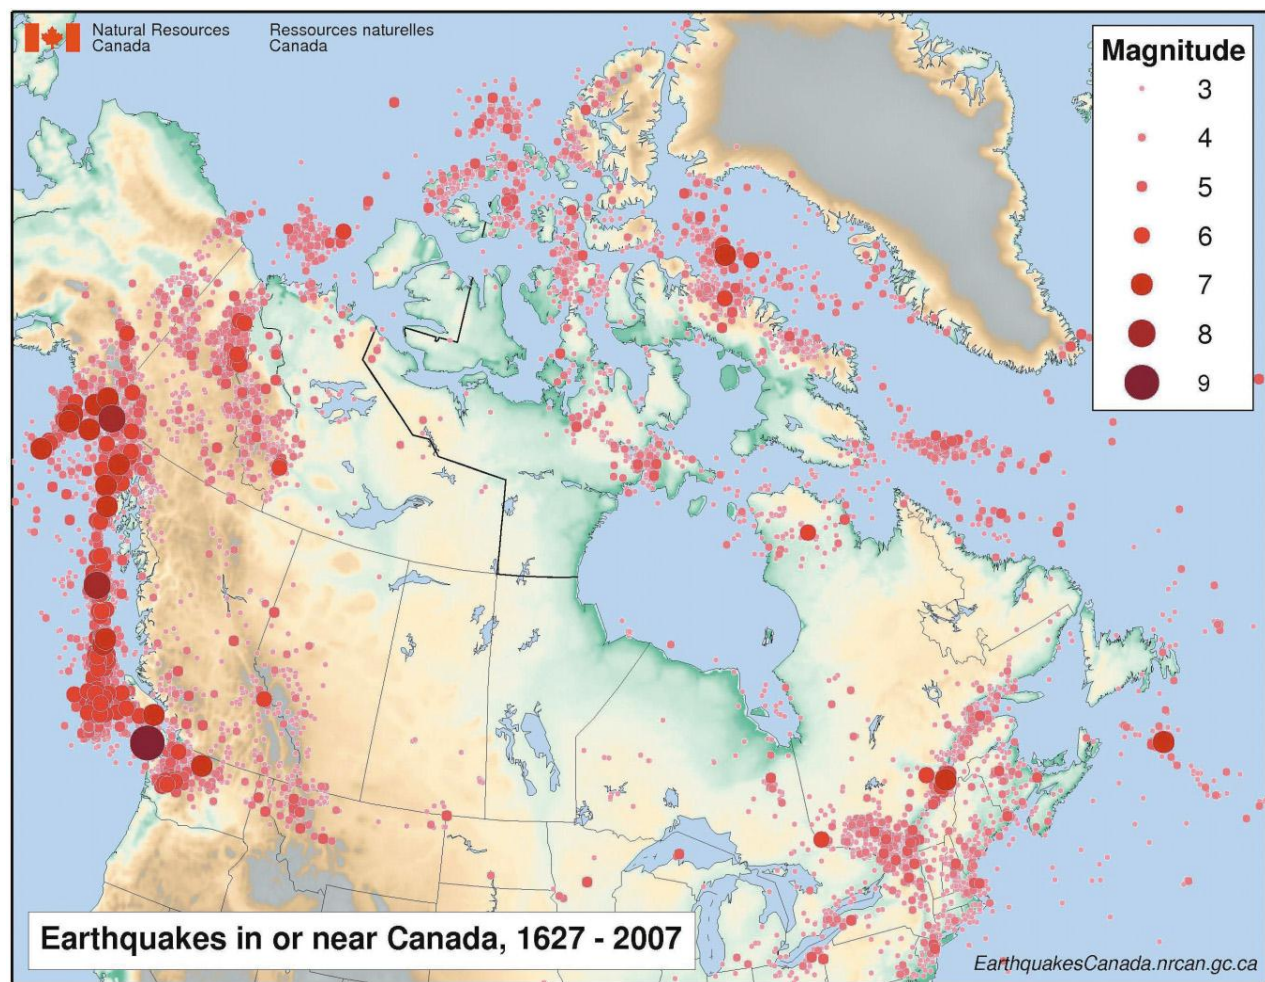 Natural Resources
Canada
Ressources naturelles
Canada
Magnitude
3
4
5
6
7
8
9
Earthquakes in or near Canada, 1627 - 2007
EarthquakesCanada.nrcan.gc.ca